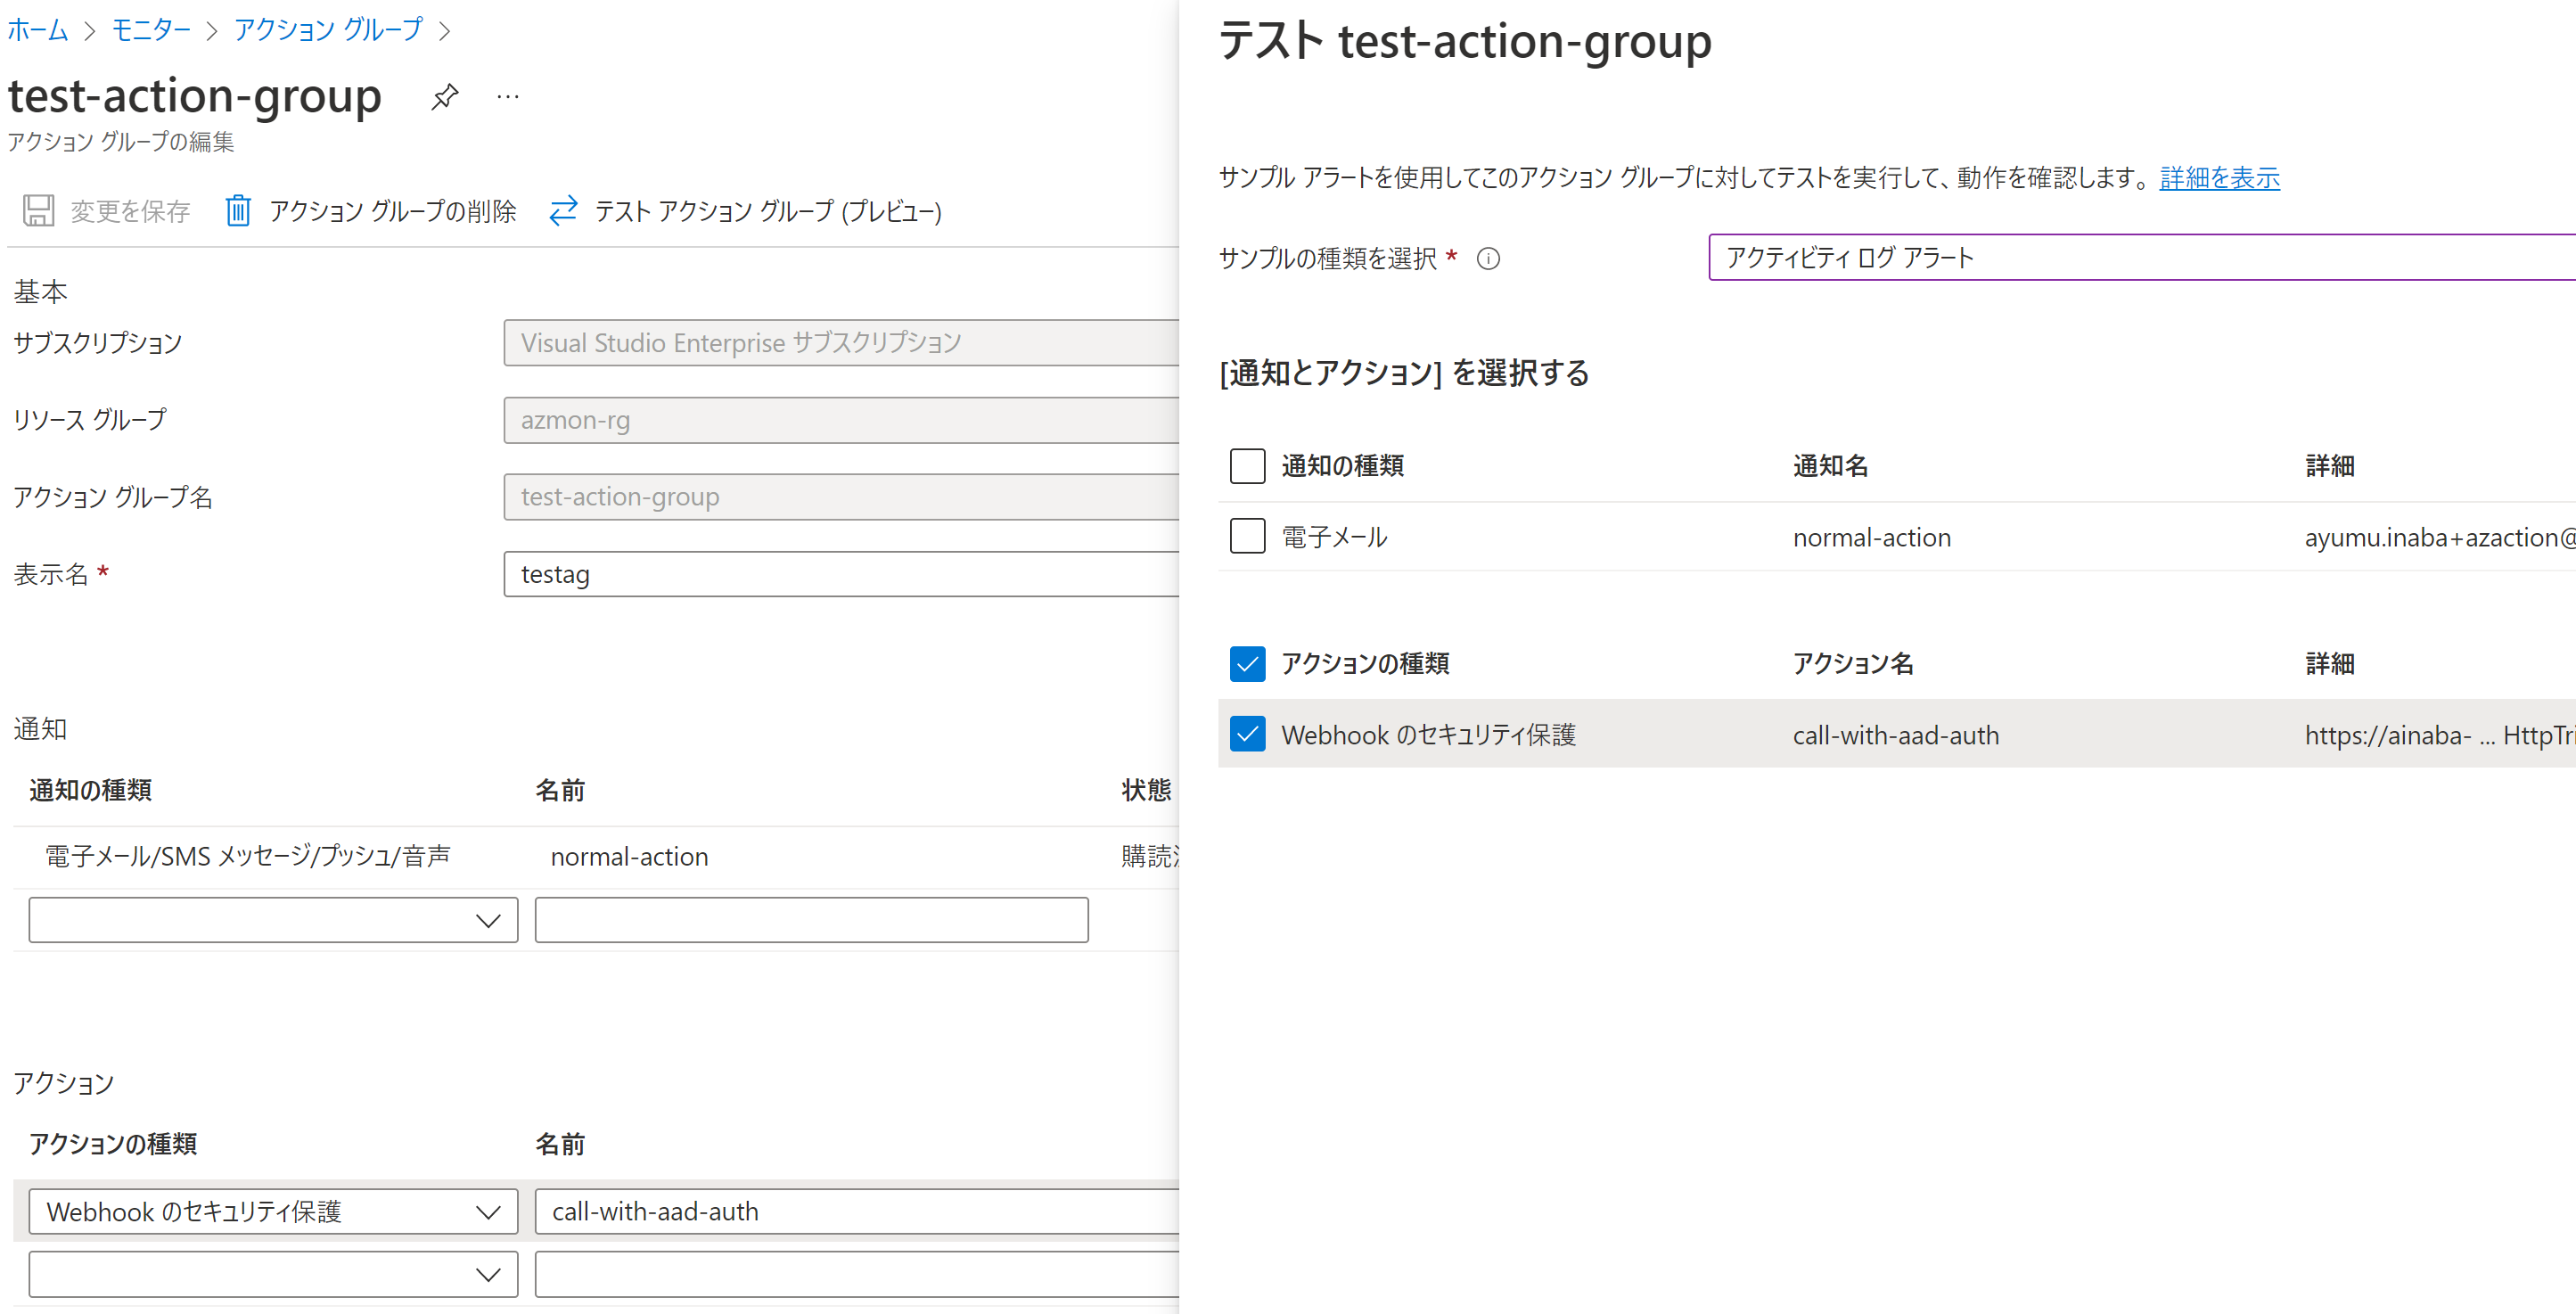 ホーム > モニター > アクション グループ >
test-action-group ...
アクション グループの編集
変更を保存 アクション グループの削除 テスト アクション グループ (プレビュー)
基本
サブスクリプション Visual Studio Enterprise サブスクリプション
リソース グループ azmon-rg
アクション グループ名 test-action-group
表示名 * testag
通知
通知の種類 名前 状態
電子メール/SMS メッセージ/プッシュ/音声 normal-action 購読
アクション
アクションの種類 名前
Webhook のセキュリティ保護 call-with-aad-auth
テスト test-action-group
サンプル アラートを使用してこのアクション グループに対してテストを実行して、動作を確認します。 詳細を表示
サンプルの種類を選択 * アクティビティ ログ アラート
[通知とアクション] を選択する
通知の種類 通知名 詳細
電子メール normal-action ayumu.inaba+azaction@
アクションの種類 アクション名 詳細
Webhook のセキュリティ保護 call-with-aad-auth https://ainaba- ... HttpTri